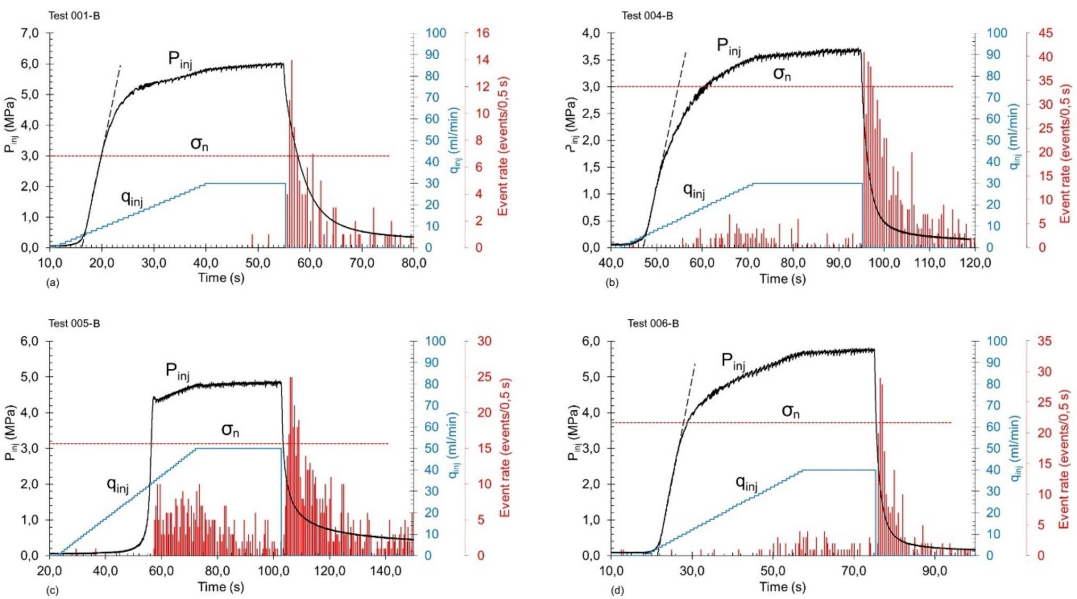 Test 001-B
7,0
6,0
5,0
4,0
3,0
2,0
1,0
0,0
P_inj (MPa)
P_inj
σ_n
q_inj
10,0 20,0 30,0 40,0 50,0 60,0 70,0 80,0
Time (s)
(a)
100
90
80
70
60
50
40
30
20
10
0
q_inj (ml/min)
16
14
12
10
8
6
4
2
0
Event rate (events/0,5 s)
Test 004-B
4,0
3,5
3,0
2,5
2,0
1,5
1,0
0,5
0,0
P_inj (MPa)
P_inj
σ_n
q_inj
40,0 50,0 60,0 70,0 80,0 90,0 100,0 110,0 120,0
Time (s)
(b)
100
90
80
70
60
50
40
30
20
10
0
q_inj (ml/min)
45
40
35
30
25
20
15
10
5
0
Event rate (events/0,5 s)
Test 005-B
6,0
5,0
4,0
3,0
2,0
1,0
0,0
P_inj (MPa)
P_inj
σ_n
q_inj
20,0 40,0 60,0 80,0 100,0 120,0 140,0
Time (s)
(c)
100
90
80
70
60
50
40
30
20
10
0
q_inj (ml/min)
30
25
20
15
10
5
0
Event rate (events/0,5 s)
Test 006-B
6,0
5,0
4,0
3,0
2,0
1,0
0,0
P_inj (MPa)
P_inj
σ_n
q_inj
10,0 30,0 50,0 70,0 90,0
Time (s)
(d)
100
90
80
70
60
50
40
30
20
10
0
q_inj (ml/min)
35
30
25
20
15
10
5
0
Event rate (events/0,5 s)